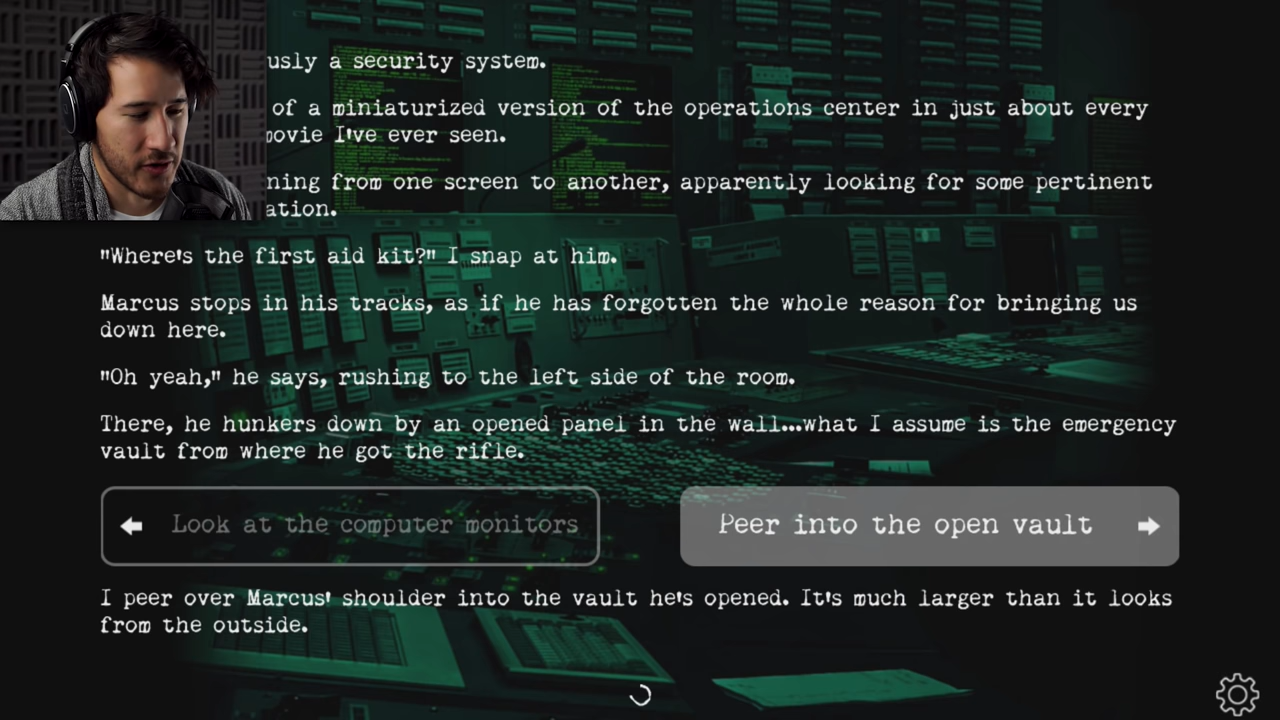 a security system.
of a miniaturized version of the operations center in just about every
I've ever seen.
from one screen to another, apparently looking for some pertinent
"Where's the first aid kit?" I snap at him.
Marcus stops in his tracks, as if he has forgotten the whole reason for bringing us
down here.
"Oh yeah," he says, rushing to the left side of the room.
There, he hunkers down by an opened panel in the wall...what I assume is the emergency
vault from where he got the rifle.
Look at the computer monitors
Peer into the open vault
I peer over Marcus' shoulder into the vault he's opened. It's much larger than it looks
from the outside.